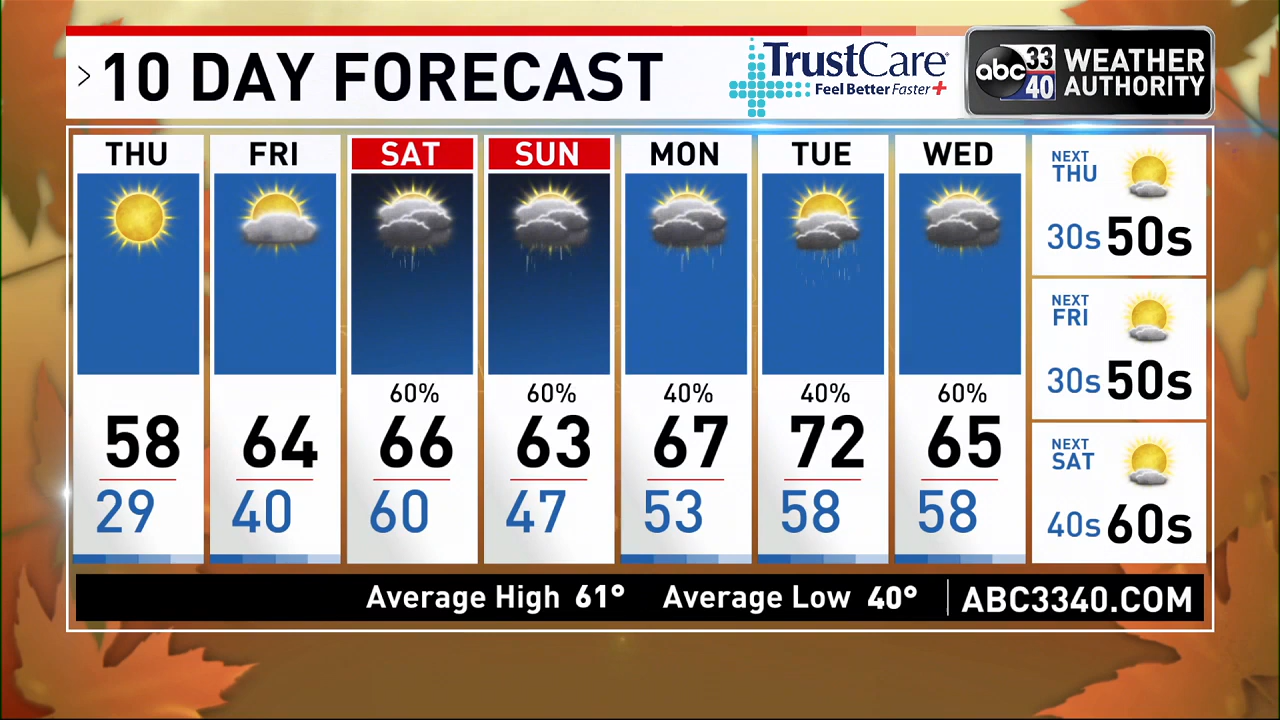 > 10 DAY FORECAST
TrustCare®
Feel Better Faster+
abc 33 40
WEATHER AUTHORITY
THU
58
29
FRI
64
40
SAT
60%
66
60
SUN
60%
63
47
MON
40%
67
53
TUE
40%
72
58
WED
60%
65
58
NEXT THU
30s 50s
NEXT FRI
30s 50s
NEXT SAT
40s 60s
Average High 61° Average Low 40° ABC3340.COM